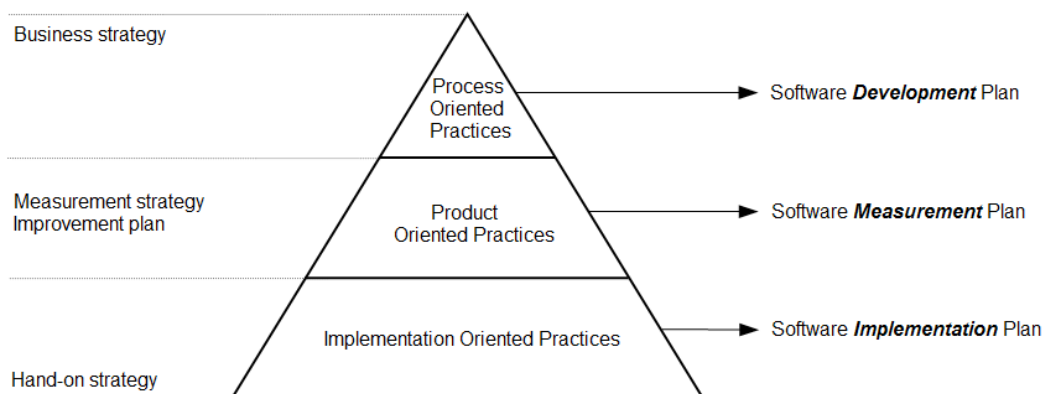 Business strategy
Process
Oriented
Practices
Software Development Plan
Measurement strategy
Improvement plan
Product
Oriented Practices
Software Measurement Plan
Implementation Oriented Practices
Software Implementation Plan
Hand-on strategy